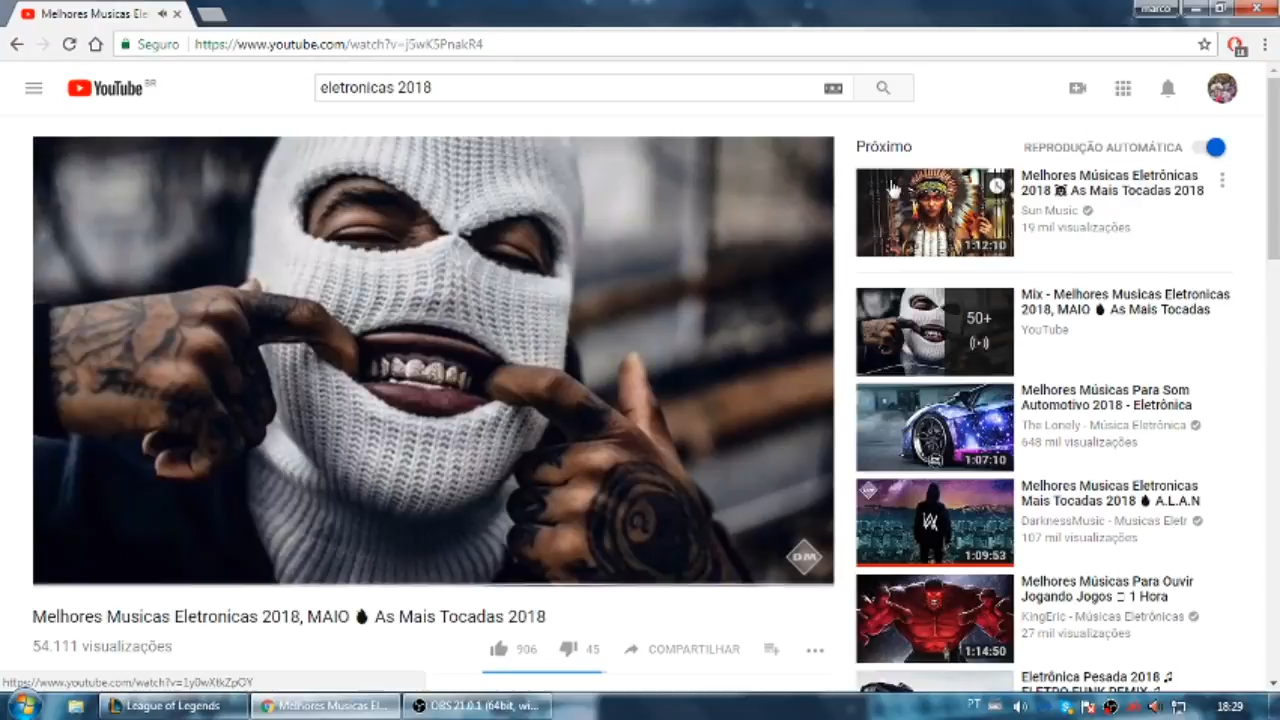 Melhores Musicas Ele
marco
Seguro
https://www.youtube.com/watch?v=j5wK5PnakR4
YouTube BR
eletronicas 2018
18
Próximo
REPRODUÇÃO AUTOMÁTICA
Melhores Músicas Eletrônicas
2018 As Mais Tocadas 2018
Sun Music
19 mil visualizações
1:12:10
Mix - Melhores Musicas Eletronicas
2018, MAIO As Mais Tocadas
YouTube
50+
Melhores Músicas Para Som
Automotivo 2018 - Eletrônica
The Lonely - Música Eletrônica
648 mil visualizações
1:07:10
Melhores Musicas Eletronicas
Mais Tocadas 2018 A.L.A.N
DarknessMusic - Musicas Eletr
107 mil visualizações
1:09:53
Melhores Músicas Para Ouvir
Jogando Jogos □ 1 Hora
KingEric - Músicas Eletrônicas
27 mil visualizações
1:14:50
Eletrônica Pesada 2018 ♫
ELETRO FUNK REMIX ♫
DM
Melhores Musicas Eletronicas 2018, MAIO As Mais Tocadas 2018
54.111 visualizações
906
45
COMPARTILHAR
https://www.youtube.com/watch?v=1y0wXtkZpGY
League of Legends
Melhores Musicas El...
OBS 21.0.1 (64bit, wi...
PT
18:29